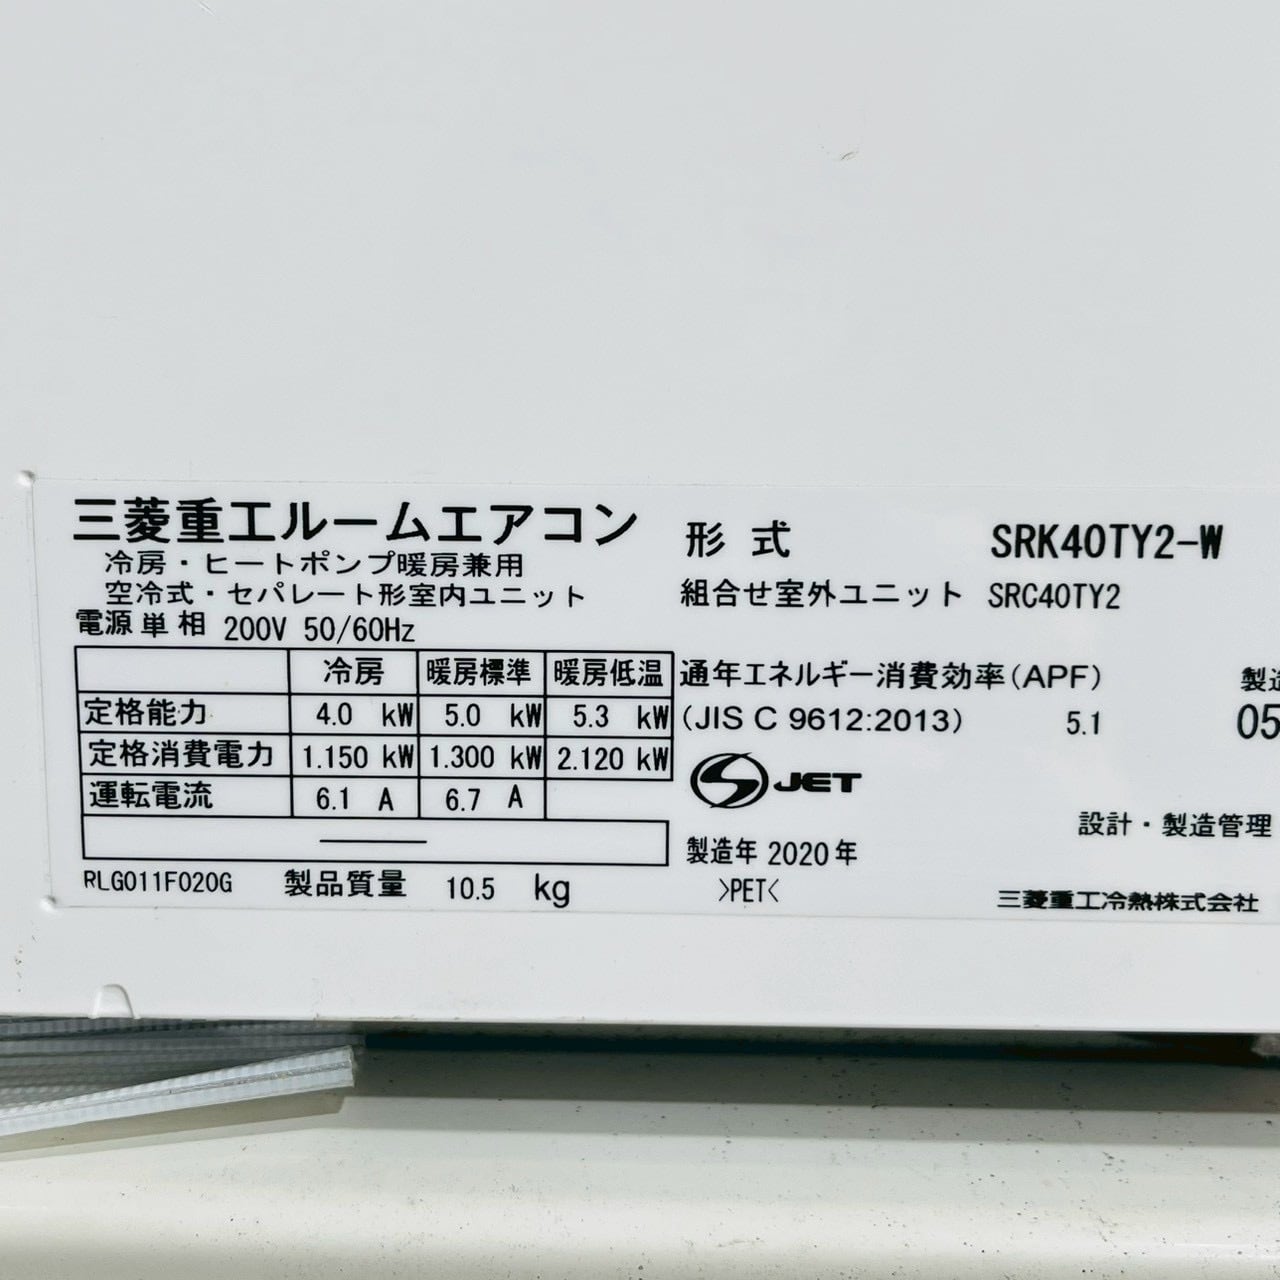 三菱重工ルームエアコン
冷房・ヒートポンプ暖房兼用
空冷式・セパレート形室内ユニット
電源 単相 200V 50/60Hz
冷房 暖房標準 暖房低温
定格能力 4.0 kW 5.0 kW 5.3 kW
定格消費電力 1.150 kW 1.300 kW 2.120 kW
運転電流 6.1 A 6.7 A
RLG011F020G 製品質量 10.5 kg
形式 SRK40TY2-W
組合せ室外ユニット SRC40TY2
通年エネルギー消費効率(APF)
(JIS C 9612:2013) 5.1
JET
製造年 2020年
>PET<
製造
05
設計・製造管理
三菱重工冷熱株式会社